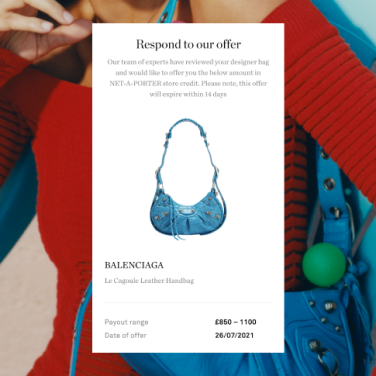 Respond to our offer
Our team of experts have reviewed your designer bag
and would like to offer you the below amount in
NET-A-PORTER store credit. Please note, this offer
will expire within 14 days
BALENCIAGA
Le Cagoule Leather Handbag
Payout range £850 – 1100
Date of offer 26/07/2021